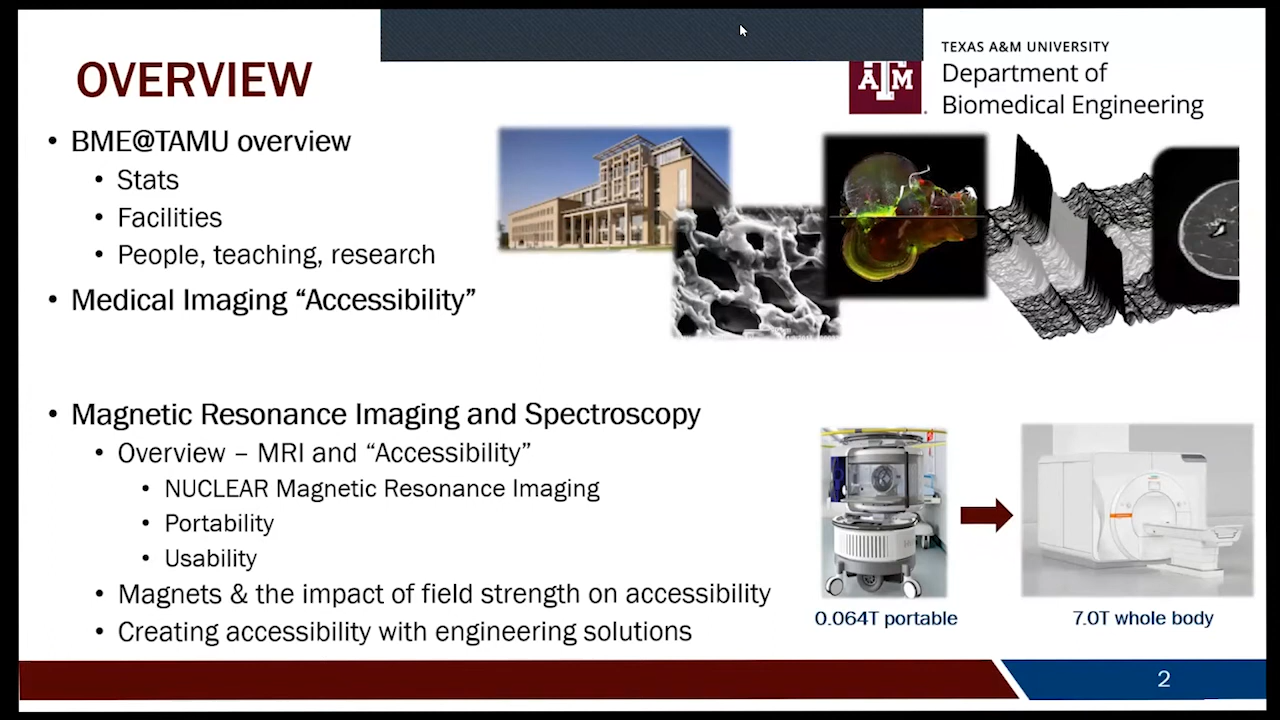 OVERVIEW
TEXAS A&M UNIVERSITY
Department of
Biomedical Engineering
ĀM
• BME@TAMU overview
• Stats
• Facilities
• People, teaching, research
• Medical Imaging “Accessibility”
• Magnetic Resonance Imaging and Spectroscopy
• Overview – MRI and “Accessibility”
• NUCLEAR Magnetic Resonance Imaging
• Portability
• Usability
• Magnets & the impact of field strength on accessibility
• Creating accessibility with engineering solutions
0.064T portable
7.0T whole body
2